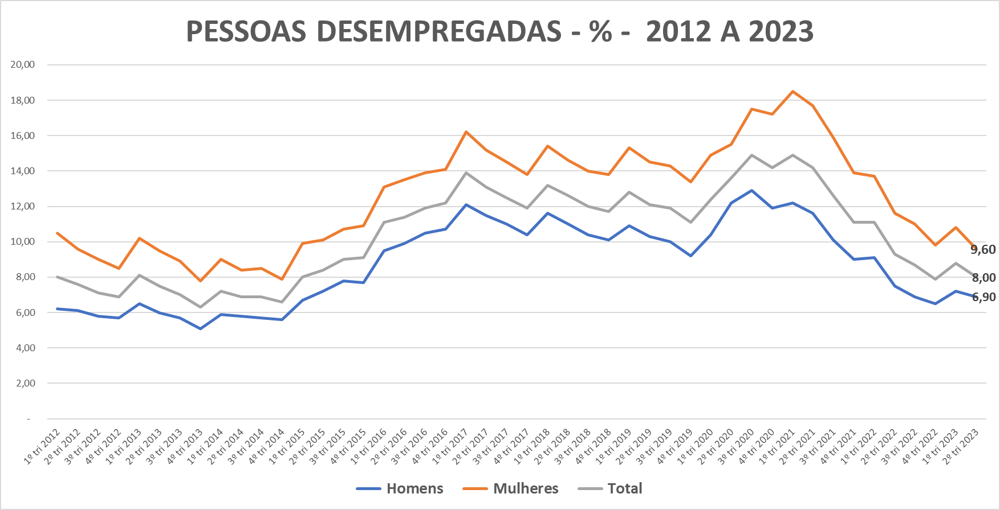 PESSOAS DESEMPREGADAS - % - 2012 A 2023
20,00
18,00
16,00
14,00
12,00
10,00
8,00
6,00
4,00
2,00
-
9,60
8,00
6,90
1º tri 2012
2º tri 2012
3º tri 2012
4º tri 2012
1º tri 2013
2º tri 2013
3º tri 2013
4º tri 2013
1º tri 2014
2º tri 2014
3º tri 2014
4º tri 2014
1º tri 2015
2º tri 2015
3º tri 2015
4º tri 2015
1º tri 2016
2º tri 2016
3º tri 2016
4º tri 2016
1º tri 2017
2º tri 2017
3º tri 2017
4º tri 2017
1º tri 2018
2º tri 2018
3º tri 2018
4º tri 2018
1º tri 2019
2º tri 2019
3º tri 2019
4º tri 2019
1º tri 2020
2º tri 2020
3º tri 2020
4º tri 2020
1º tri 2021
2º tri 2021
3º tri 2021
4º tri 2021
1º tri 2022
2º tri 2022
3º tri 2022
4º tri 2022
1º tri 2023
2º tri 2023
Homens Mulheres Total